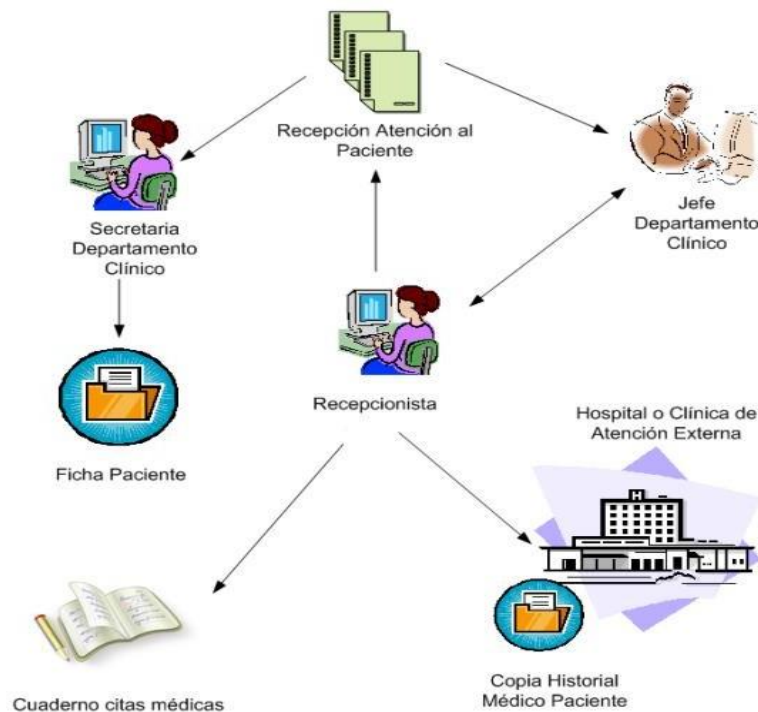 Recepción Atención al
Paciente
Secretaria
Departamento
Clínico
Jefe
Departamento
Clínico
Recepcionista
Ficha Paciente
Hospital o Clínica de
Atención Externa
H
Cuaderno citas médicas
Copia Historial
Médico Paciente